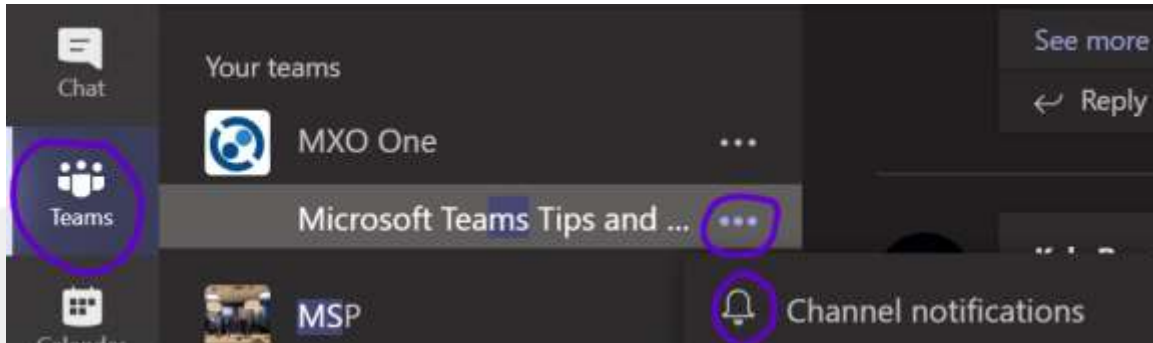 Chat
Teams
Your teams
MXO One
Microsoft Teams Tips and ...
MSP
See more
Reply
Channel notifications